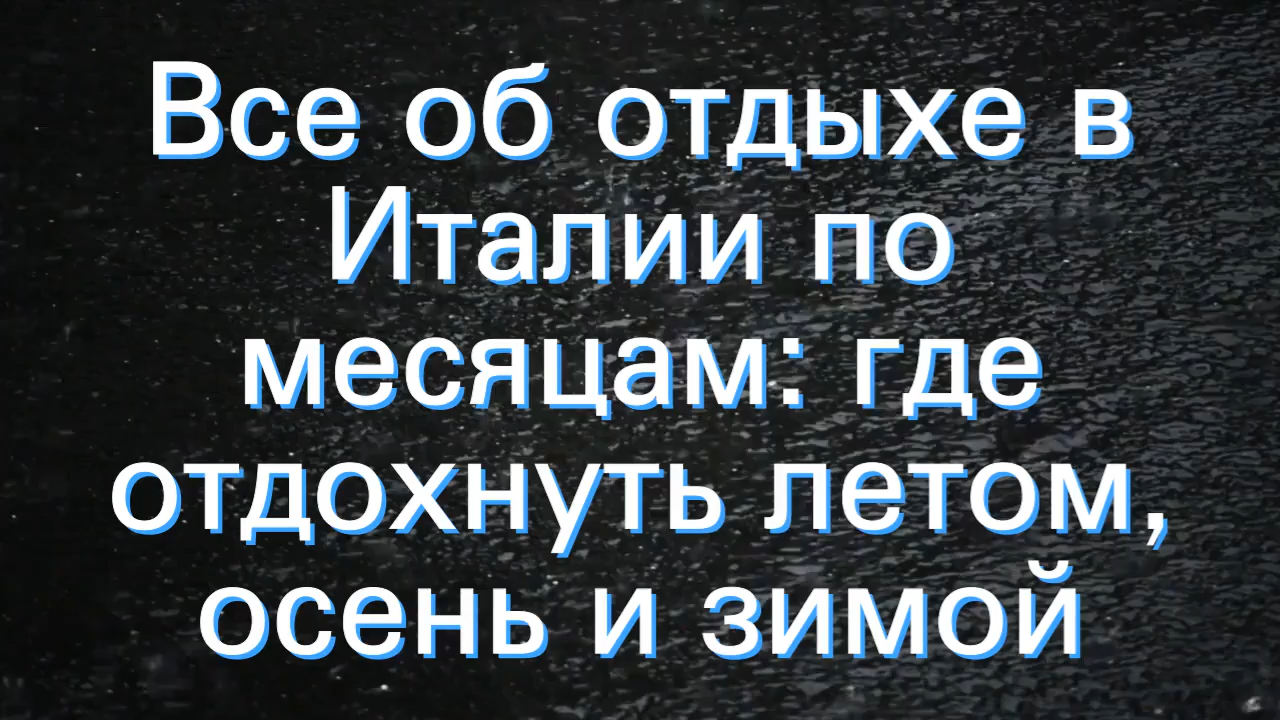 Все об отдыхе в
Италии по
месяцам: где
отдохнуть летом,
осень и зимой